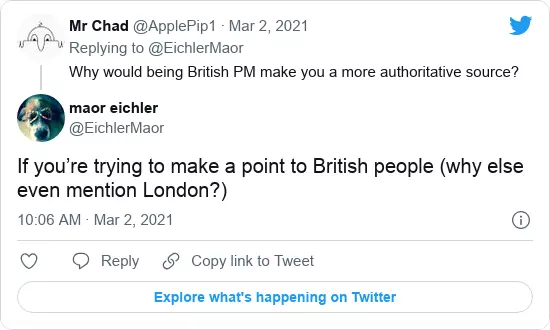 Mr Chad @ApplePip1 · Mar 2, 2021
Replying to @EichlerMaor
Why would being British PM make you a more authoritative source?
maor eichler
@EichlerMaor
If you’re trying to make a point to British people (why else
even mention London?)
10:06 AM · Mar 2, 2021
Reply
Copy link to Tweet
Explore what's happening on Twitter